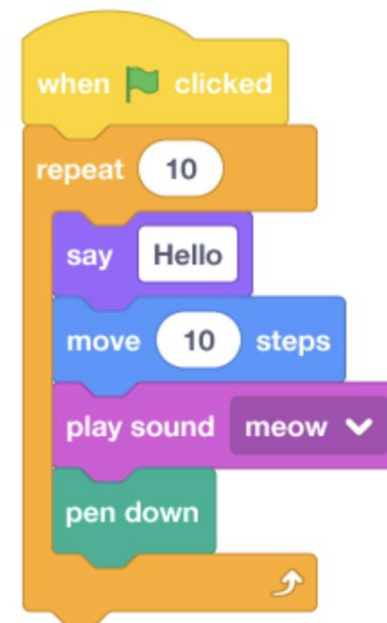 when clicked
repeat 10
say Hello
move 10 steps
play sound meow
pen down